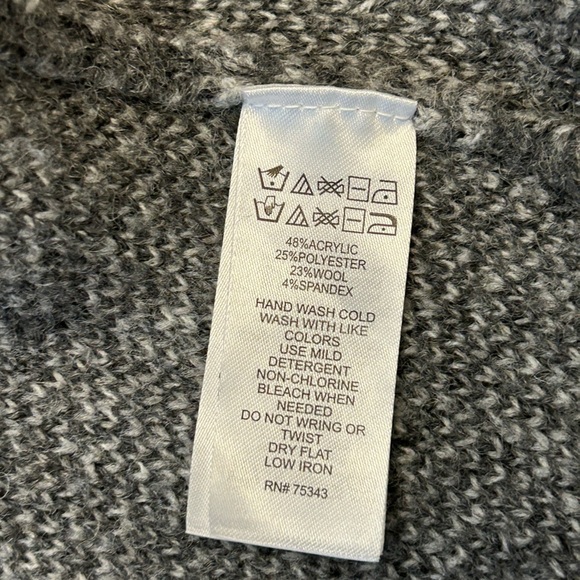 48%ACRYLIC
25%POLYESTER
23%WOOL
4%SPANDEX
HAND WASH COLD
WASH WITH LIKE
COLORS
USE MILD
DETERGENT
NON-CHLORINE
BLEACH WHEN
NEEDED
DO NOT WRING OR
TWIST
DRY FLAT
LOW IRON
RN# 75343